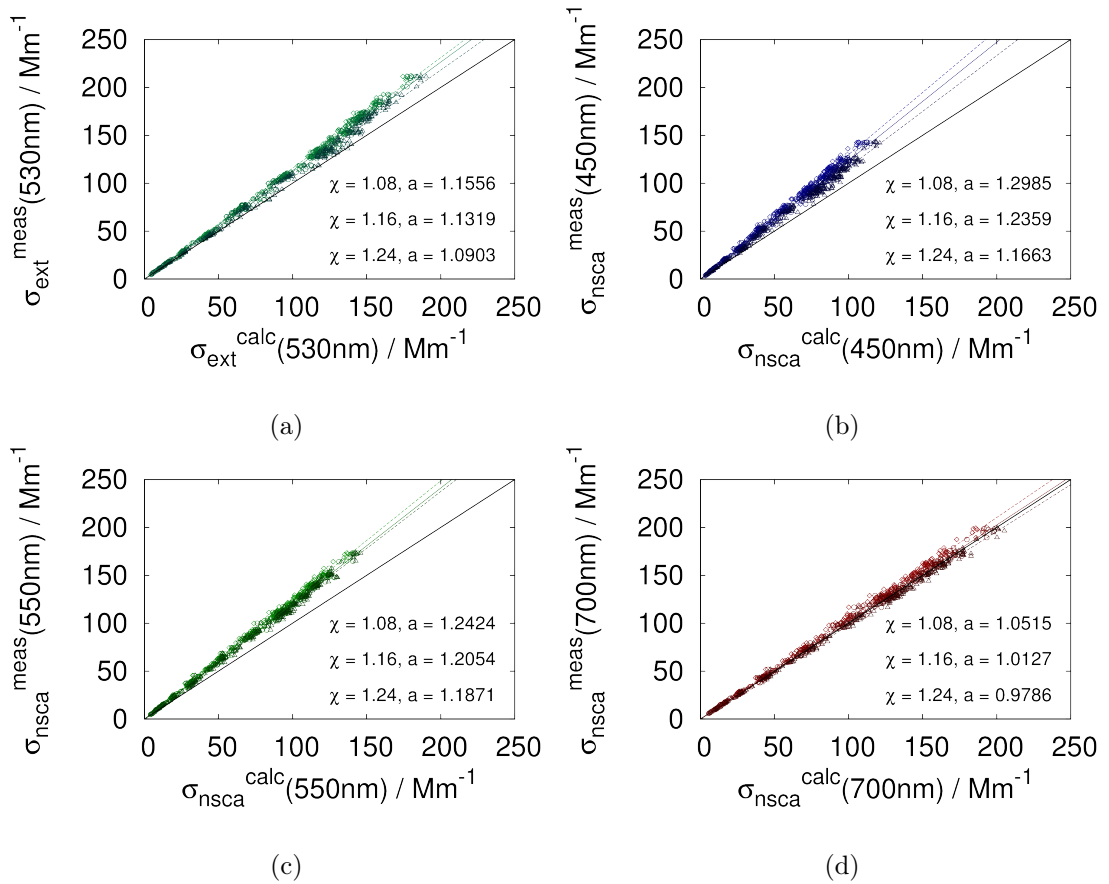 250
200
150
100
50
0
σext meas(530nm) / Mm-1
χ = 1.08, a = 1.1556
χ = 1.16, a = 1.1319
χ = 1.24, a = 1.0903
0 50 100 150 200 250
σext calc(530nm) / Mm-1
(a)
250
200
150
100
50
0
σnsca meas(450nm) / Mm-1
χ = 1.08, a = 1.2985
χ = 1.16, a = 1.2359
χ = 1.24, a = 1.1663
0 50 100 150 200 250
σnsca calc(450nm) / Mm-1
(b)
250
200
150
100
50
0
σnsca meas(550nm) / Mm-1
χ = 1.08, a = 1.2424
χ = 1.16, a = 1.2054
χ = 1.24, a = 1.1871
0 50 100 150 200 250
σnsca calc(550nm) / Mm-1
(c)
250
200
150
100
50
0
σnsca meas(700nm) / Mm-1
χ = 1.08, a = 1.0515
χ = 1.16, a = 1.0127
χ = 1.24, a = 0.9786
0 50 100 150 200 250
σnsca calc(700nm) / Mm-1
(d)